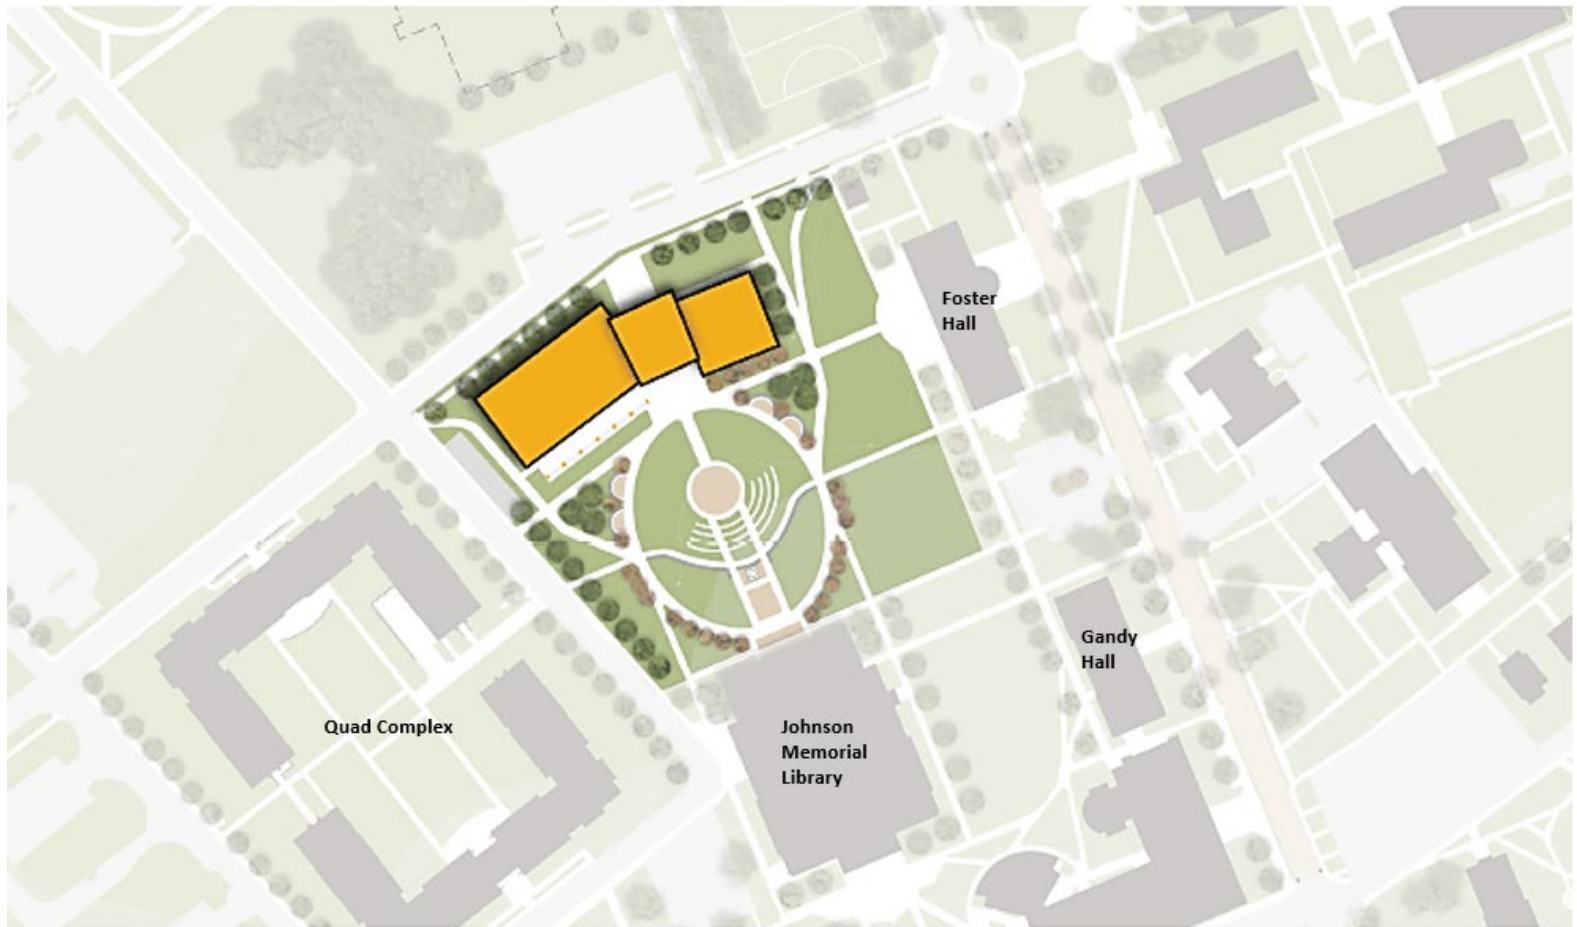 Foster
Hall
Gandy
Hall
Quad Complex
Johnson
Memorial
Library